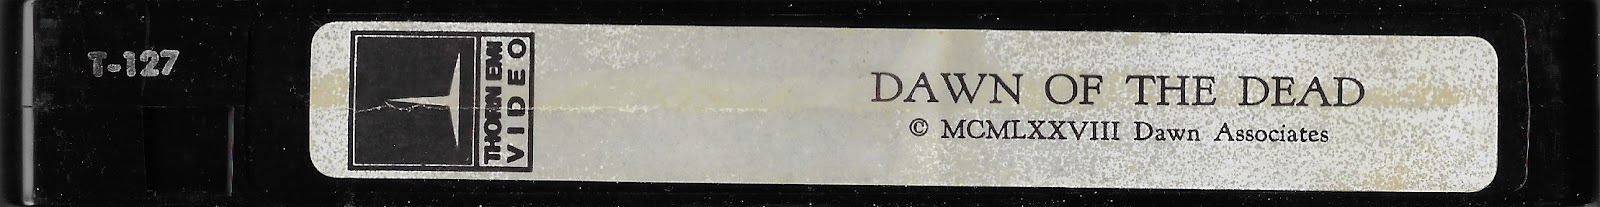 T-127
THORN EMI
VIDEO
DAWN OF THE DEAD
© MCMLXXVIII Dawn Associates